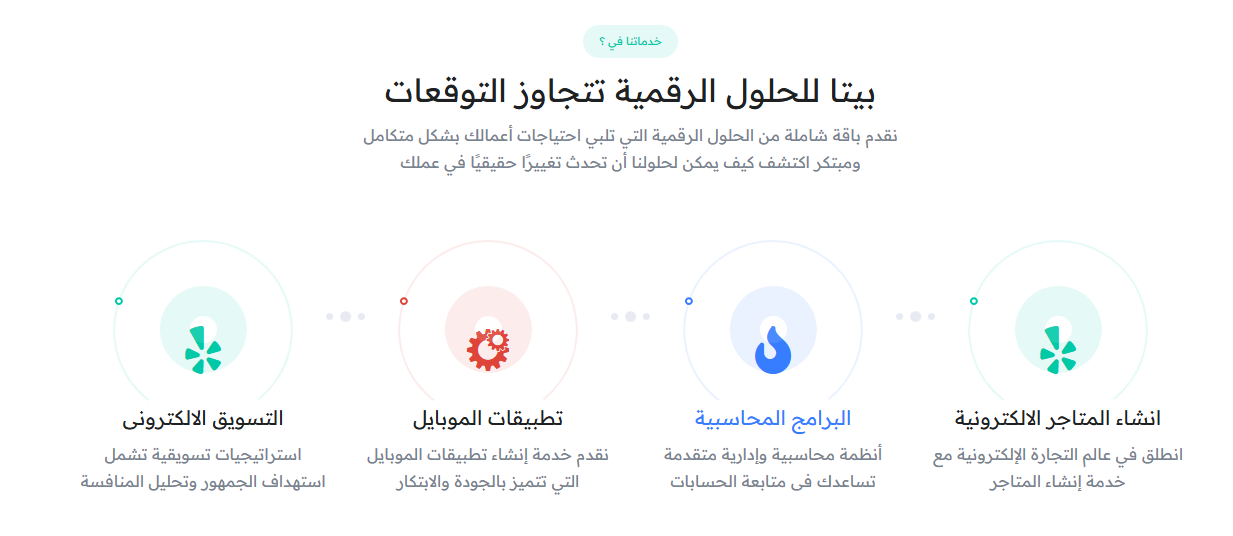 خدماتنا في ؟
بيتا للحلول الرقمية تتجاوز التوقعات
نقدم باقة شاملة من الحلول الرقمية التي تلبي احتياجات أعمالك بشكل متكامل
ومبتكر اكتشف كيف يمكن لحلولنا أن تحدث تغييرًا حقيقيًا في عملك
انشاء المتاجر الالكترونية
انطلق في عالم التجارة الإلكترونية مع
خدمة إنشاء المتاجر
البرامج المحاسبية
أنظمة محاسبية وإدارية متقدمة
تساعدك فى متابعة الحسابات
تطبيقات الموبايل
نقدم خدمة إنشاء تطبيقات الموبايل
التي تتميز بالجودة والابتكار
التسويق الالكترونى
استراتيجيات تسويقية تشمل
استهداف الجمهور وتحليل المنافسة